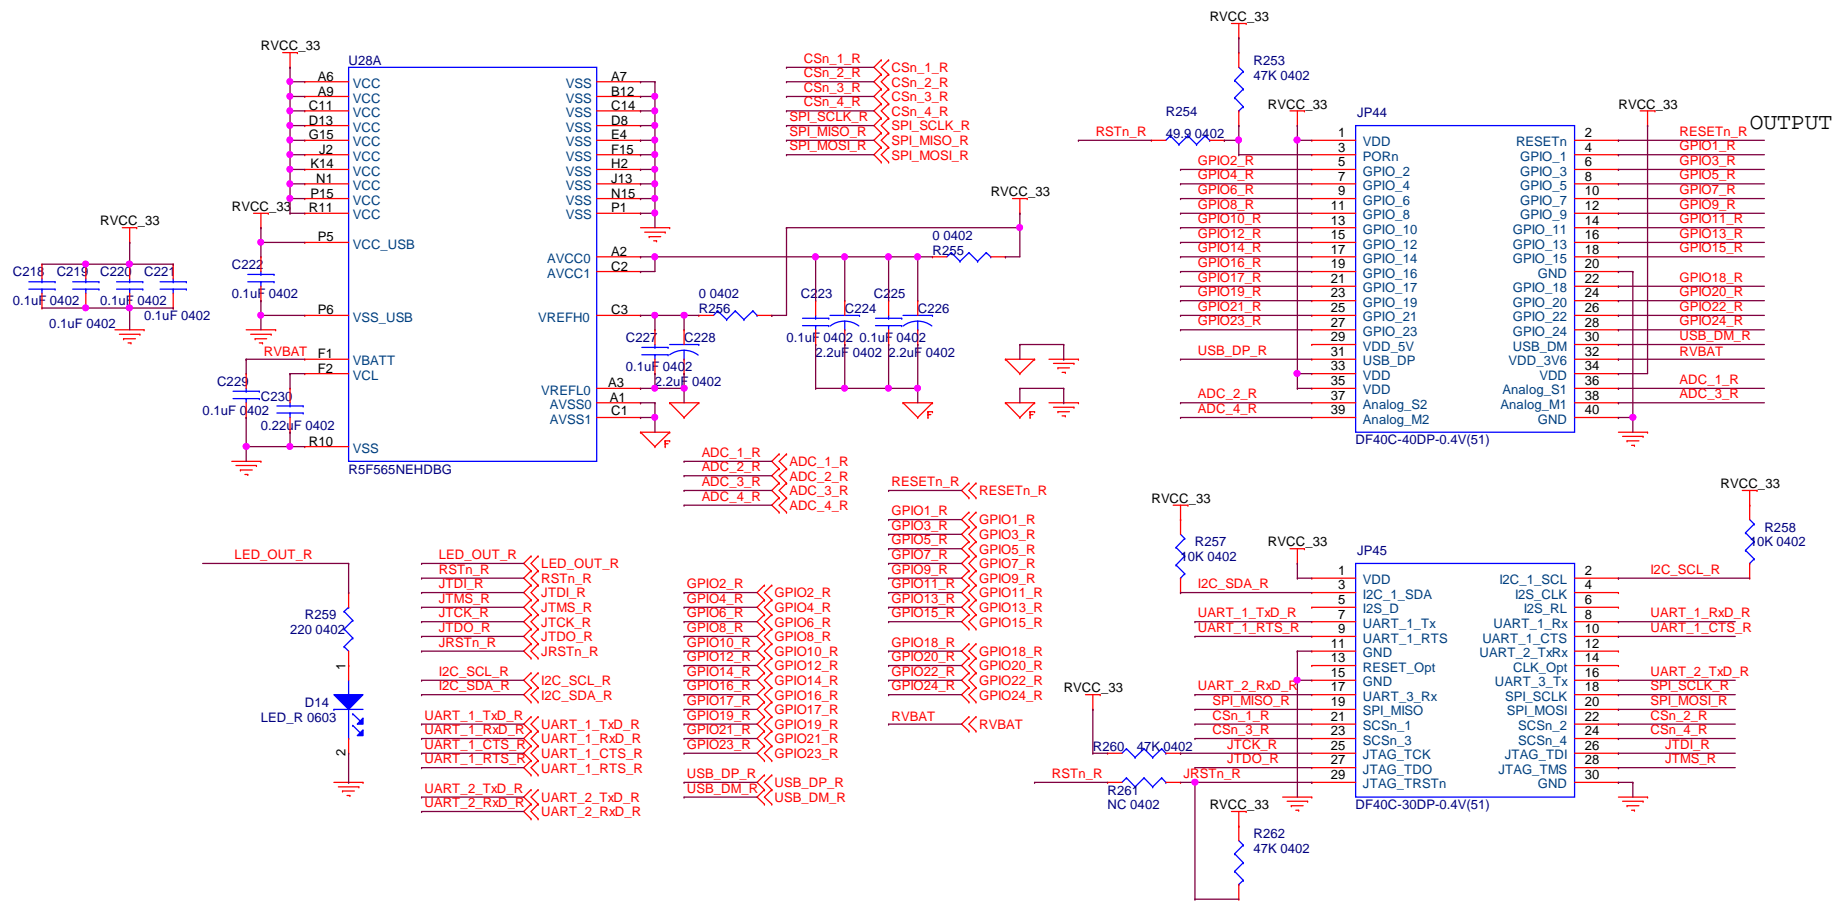 RVCC_33
U28A
A6 VCC
A9 VCC
C11 VCC
D13 VCC
G15 VCC
J2 VCC
K14 VCC
N1 VCC
P15 VCC
R11 VCC
P5 VCC_USB
P6 VSS_USB
F1 VBATT
F2 VCL
R10 VSS
VSS A7
VSS B12
VSS C14
VSS D8
VSS E4
VSS F15
VSS H2
VSS J13
VSS N15
VSS P1
AVCC0 A2
AVCC1 C2
VREFH0 C3
VREFL0 A3
AVSS0 A1
AVSS1 C1
R5F565NEHDBG
RVCC_33
RVCC_33
C218 C219 C220 C221
0.1uF 0402 0.1uF 0402
0.1uF 0402 0.1uF 0402
C222
0.1uF 0402
RVBAT
C229
0.1uF 0402
C230
0.22uF 0402
RVCC_33
0 0402
R255
0 0402
R256
C223
0.1uF 0402
C224
2.2uF 0402
C225
0.1uF 0402
C226
2.2uF 0402
C227
0.1uF 0402
C228
2.2uF 0402
F
F
F
F
CSn_1_R CSn_1_R
CSn_2_R CSn_2_R
CSn_3_R CSn_3_R
CSn_4_R CSn_4_R
SPI_SCLK_R SPI_SCLK_R
SPI_MISO_R SPI_MISO_R
SPI_MOSI_R SPI_MOSI_R
ADC_1_R ADC_1_R
ADC_2_R ADC_2_R
ADC_3_R ADC_3_R
ADC_4_R ADC_4_R
RESETn_R RESETn_R
GPIO1_R GPIO1_R
GPIO3_R GPIO3_R
GPIO5_R GPIO5_R
GPIO7_R GPIO7_R
GPIO9_R GPIO9_R
GPIO11_R GPIO11_R
GPIO13_R GPIO13_R
GPIO15_R GPIO15_R
GPIO18_R GPIO18_R
GPIO20_R GPIO20_R
GPIO22_R GPIO22_R
GPIO24_R GPIO24_R
RVBAT RVBAT
GPIO2_R GPIO2_R
GPIO4_R GPIO4_R
GPIO6_R GPIO6_R
GPIO8_R GPIO8_R
GPIO10_R GPIO10_R
GPIO12_R GPIO12_R
GPIO14_R GPIO14_R
GPIO16_R GPIO16_R
GPIO17_R GPIO17_R
GPIO19_R GPIO19_R
GPIO21_R GPIO21_R
GPIO23_R GPIO23_R
USB_DP_R USB_DP_R
USB_DM_R USB_DM_R
LED_OUT_R LED_OUT_R
RSTn_R RSTn_R
JTDI_R JTDI_R
JTMS_R JTMS_R
JTCK_R JTCK_R
JTDO_R JTDO_R
JRSTn_R JRSTn_R
I2C_SCL_R I2C_SCL_R
I2C_SDA_R I2C_SDA_R
UART_1_TxD_R UART_1_TxD_R
UART_1_RxD_R UART_1_RxD_R
UART_1_CTS_R UART_1_CTS_R
UART_1_RTS_R UART_1_RTS_R
UART_2_TxD_R UART_2_TxD_R
UART_2_RxD_R UART_2_RxD_R
LED_OUT_R
R259
220 0402
1
D14
LED_R 0603
2
RVCC_33
R253
47K 0402
R254
49.9 0402
RSTn_R
RVCC_33
RVCC_33
OUTPUT
JP44
1 VDD RESETn 2 RESETn_R
3 PORn GPIO_1 4 GPIO1_R
GPIO2_R 5 GPIO_2 GPIO_3 6 GPIO3_R
GPIO4_R 7 GPIO_4 GPIO_5 8 GPIO5_R
GPIO6_R 9 GPIO_6 GPIO_7 10 GPIO7_R
GPIO8_R 11 GPIO_8 GPIO_9 12 GPIO9_R
GPIO10_R 13 GPIO_10 GPIO_11 14 GPIO11_R
GPIO12_R 15 GPIO_12 GPIO_13 16 GPIO13_R
GPIO14_R 17 GPIO_14 GPIO_15 18 GPIO15_R
GPIO16_R 19 GPIO_16 GND 20
GPIO17_R 21 GPIO_17 GPIO_18 22 GPIO18_R
GPIO19_R 23 GPIO_19 GPIO_20 24 GPIO20_R
GPIO21_R 25 GPIO_21 GPIO_22 26 GPIO22_R
GPIO23_R 27 GPIO_23 GPIO_24 28 GPIO24_R
29 VDD_5V USB_DM 30 USB_DM_R
USB_DP_R 31 USB_DP VDD_3V6 32 RVBAT
33 VDD VDD 34
35 VDD Analog_S1 36 ADC_1_R
ADC_2_R 37 Analog_S2 Analog_M1 38 ADC_3_R
ADC_4_R 39 Analog_M2 GND 40
DF40C-40DP-0.4V(51)
RVCC_33
R257
10K 0402
RVCC_33
RVCC_33
R258
10K 0402
JP45
1 VDD I2C_1_SCL 2 I2C_SCL_R
I2C_SDA_R 3 I2C_1_SDA I2S_CLK 4
5 I2S_D I2S_RL 6
UART_1_TxD_R 7 UART_1_Tx UART_1_Rx 8 UART_1_RxD_R
UART_1_RTS_R 9 UART_1_RTS UART_1_CTS 10 UART_1_CTS_R
11 GND UART_2_TxRx 12
13 RESET_Opt CLK_Opt 14
15 GND UART_3_Tx 16 UART_2_TxD_R
UART_2_RxD_R 17 UART_3_Rx SPI_SCLK 18 SPI_SCLK_R
SPI_MISO_R 19 SPI_MISO SPI_MOSI 20 SPI_MOSI_R
CSn_1_R 21 SCSn_1 SCSn_2 22 CSn_2_R
CSn_3_R 23 SCSn_3 SCSn_4 24 CSn_4_R
JTCK_R 25 JTAG_TCK JTAG_TDI 26 JTDI_R
JTDO_R 27 JTAG_TDO JTAG_TMS 28 JTMS_R
JRSTn_R 29 JTAG_TRSTn GND 30
DF40C-30DP-0.4V(51)
RVCC_33
R260 47K 0402
RSTn_R
R261
NC 0402
RVCC_33
R262
47K 0402